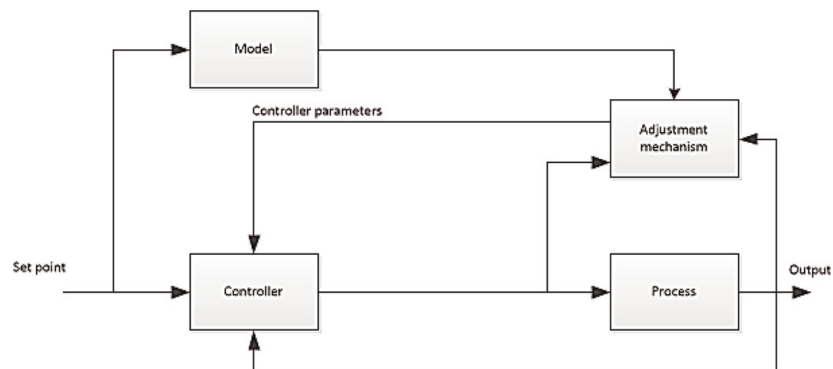 Model
Controller parameters
Adjustment
mechanism
Set point
Controller
Process
Output